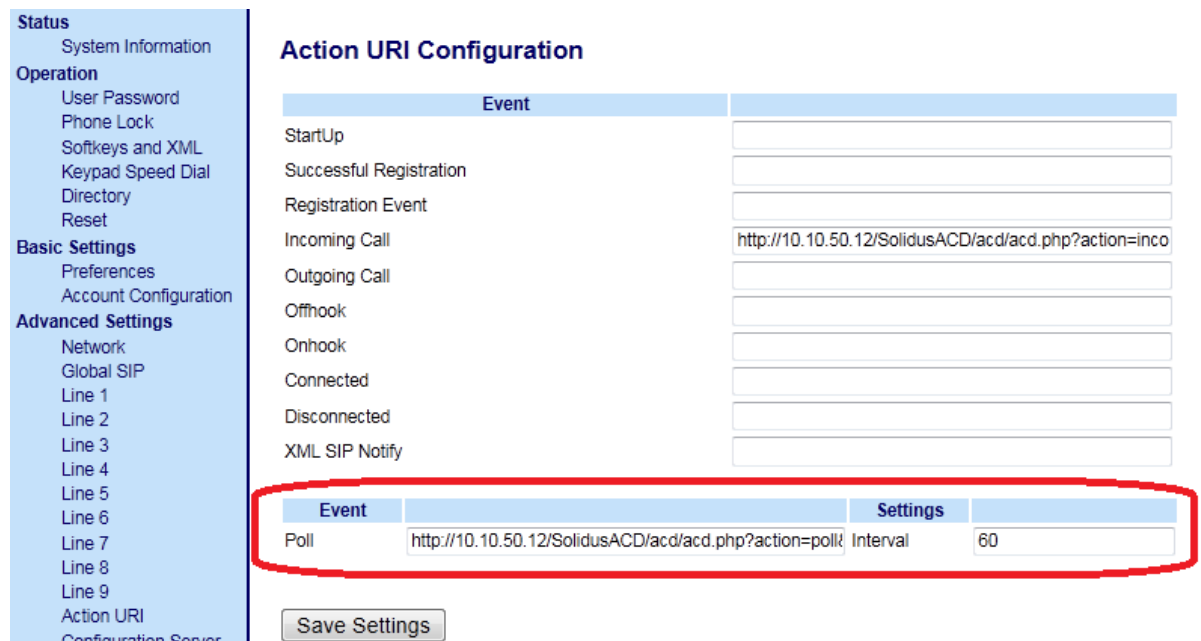 Status
System Information
Operation
User Password
Phone Lock
Softkeys and XML
Keypad Speed Dial
Directory
Reset
Basic Settings
Preferences
Account Configuration
Advanced Settings
Network
Global SIP
Line 1
Line 2
Line 3
Line 4
Line 5
Line 6
Line 7
Line 8
Line 9
Action URI
Configuration Server
Action URI Configuration
Event
StartUp
Successful Registration
Registration Event
Incoming Call http://10.10.50.12/SolidusACD/acd/acd.php?action=inco
Outgoing Call
Offhook
Onhook
Connected
Disconnected
XML SIP Notify
Event Settings
Poll http://10.10.50.12/SolidusACD/acd/acd.php?action=poll& Interval 60
Save Settings